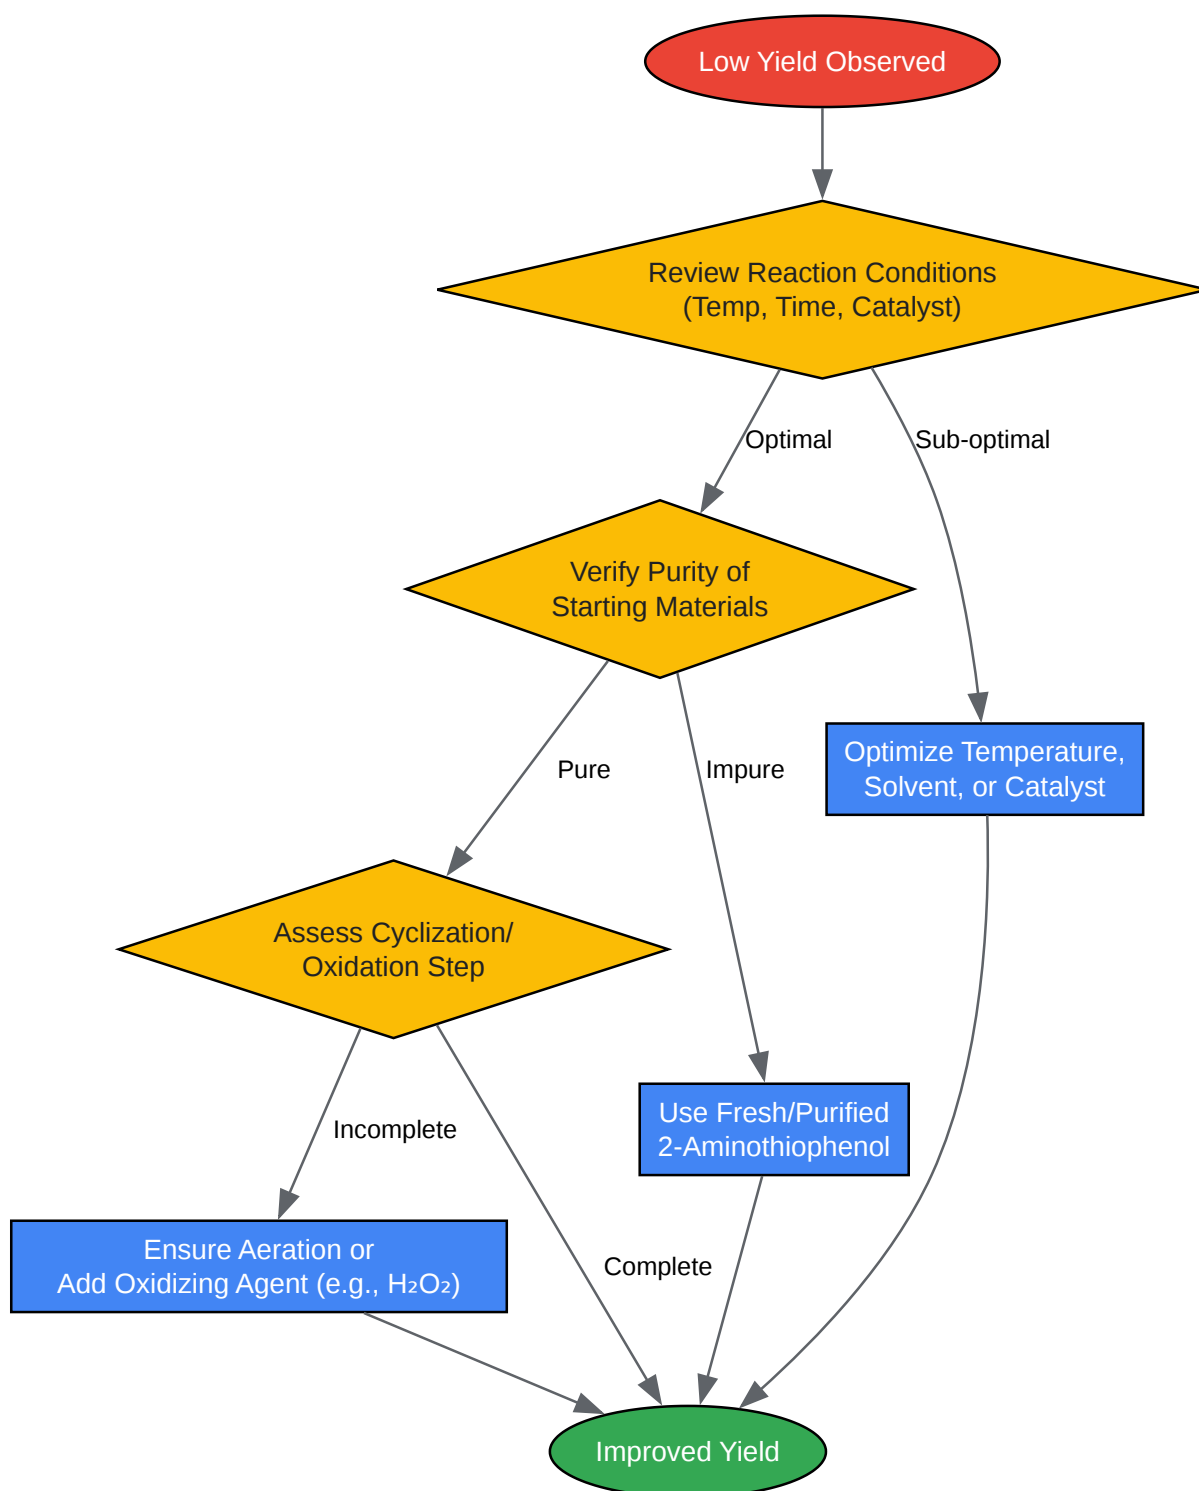 Low Yield Observed
Review Reaction Conditions
(Temp, Time, Catalyst)
Optimal
Sub-optimal
Verify Purity of
Starting Materials
Optimize Temperature,
Solvent, or Catalyst
Pure
Impure
Assess Cyclization/
Oxidation Step
Use Fresh/Purified
2-Aminothiophenol
Incomplete
Ensure Aeration or
Add Oxidizing Agent (e.g., H₂O₂)
Complete
Improved Yield